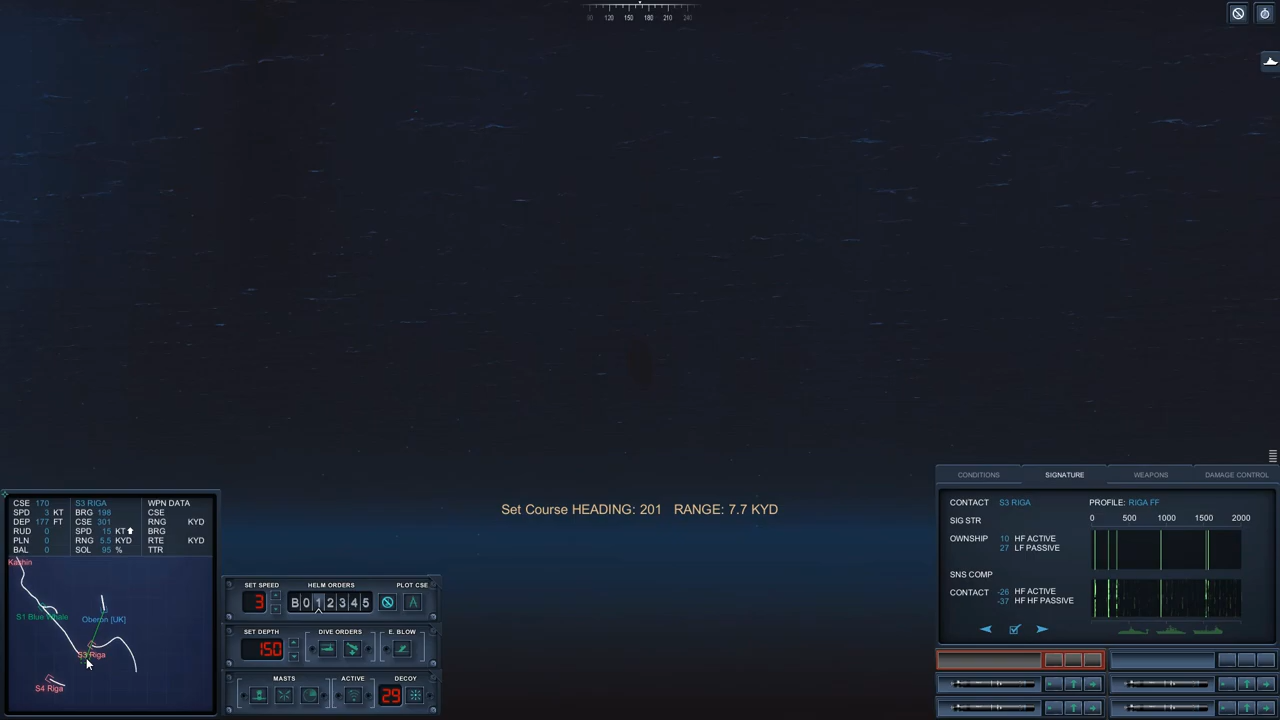 90 120 150 180 210 240
Set Course HEADING: 201 RANGE: 7.7 KYD
CSE 170 S3 RIGA WPN DATA
SPD 3 KT BRG 198 CSE
DEP 177 FT CSE 301 RNG KYD
RUD 0 SPD 15 KT BRG
PLN 0 RNG 5.5 KYD RTE KYD
BAL 0 SOL 95 % TTR
Kashin
S1 Blue Whale
Oberon [UK]
S3 Riga
S4 Riga
SET SPEED HELM ORDERS PLOT CSE
3 B 0 1 2 3 4 5
SET DEPTH DIVE ORDERS E. BLOW
150
MASTS ACTIVE DECOY
29
CONDITIONS SIGNATURE WEAPONS DAMAGE CONTROL
CONTACT S3 RIGA PROFILE: RIGA FF
SIG STR 0 500 1000 1500 2000
OWNSHIP 10 HF ACTIVE
27 LF PASSIVE
SNS COMP
CONTACT -26 HF ACTIVE
-37 HF HF PASSIVE